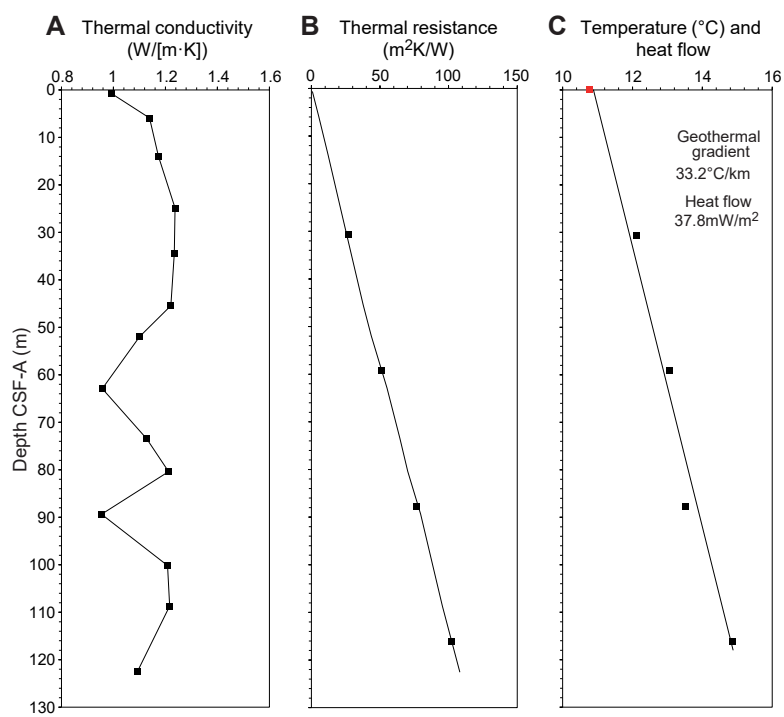 A Thermal conductivity
(W/[m·K])
0.8 1 1.2 1.4 1.6
B Thermal resistance
(m²K/W)
0 50 100 150
C Temperature (°C) and
heat flow
10 12 14 16
Depth CSF-A (m)
0
10
20
30
40
50
60
70
80
90
100
110
120
130
Geothermal
gradient
33.2°C/km
Heat flow
37.8mW/m²